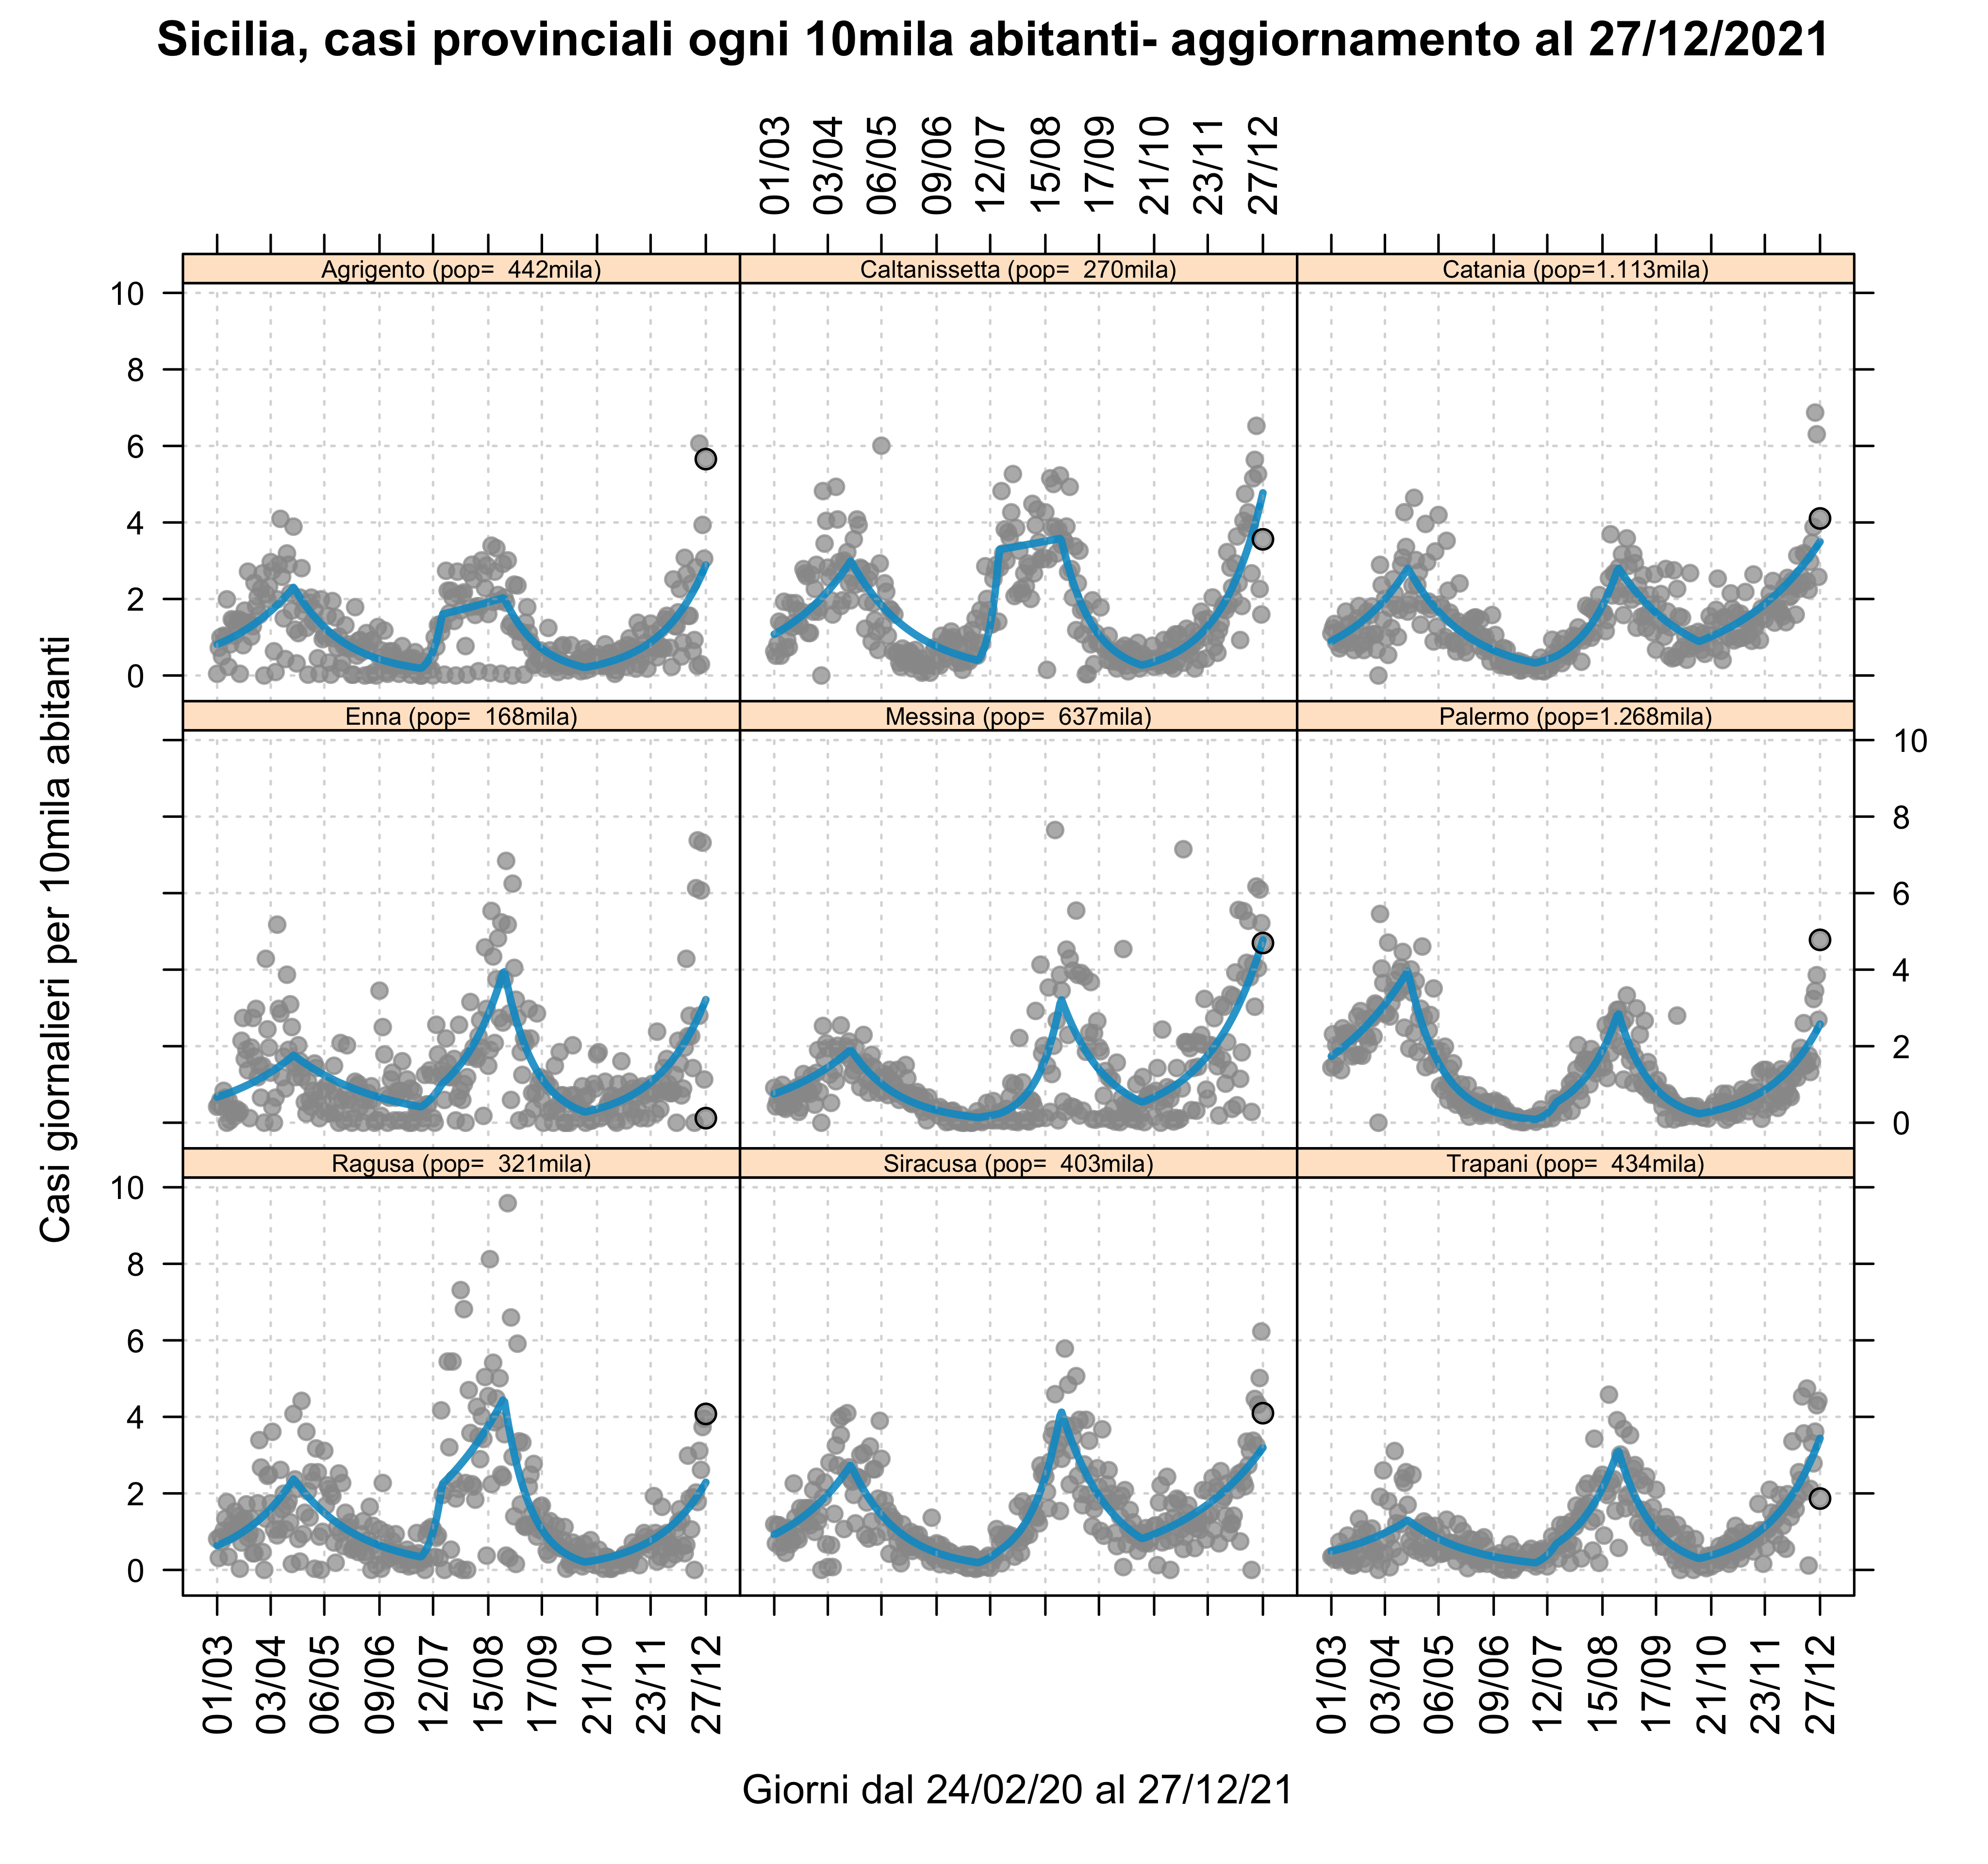 Sicilia, casi provinciali ogni 10mila abitanti- aggiornamento al 27/12/2021
01/03 03/04 06/05 09/06 12/07 15/08 17/09 21/10 23/11 27/12
Agrigento (pop=  442mila)
Caltanissetta (pop=  270mila)
Catania (pop=1.113mila)
10
8
6
4
2
0
Enna (pop=  168mila)
Messina (pop=  637mila)
Palermo (pop=1.268mila)
10
8
6
4
2
0
Casi giornalieri per 10mila abitanti
Ragusa (pop=  321mila)
Siracusa (pop=  403mila)
Trapani (pop=  434mila)
10
8
6
4
2
0
01/03 03/04 06/05 09/06 12/07 15/08 17/09 21/10 23/11 27/12
01/03 03/04 06/05 09/06 12/07 15/08 17/09 21/10 23/11 27/12
Giorni dal 24/02/20 al 27/12/21